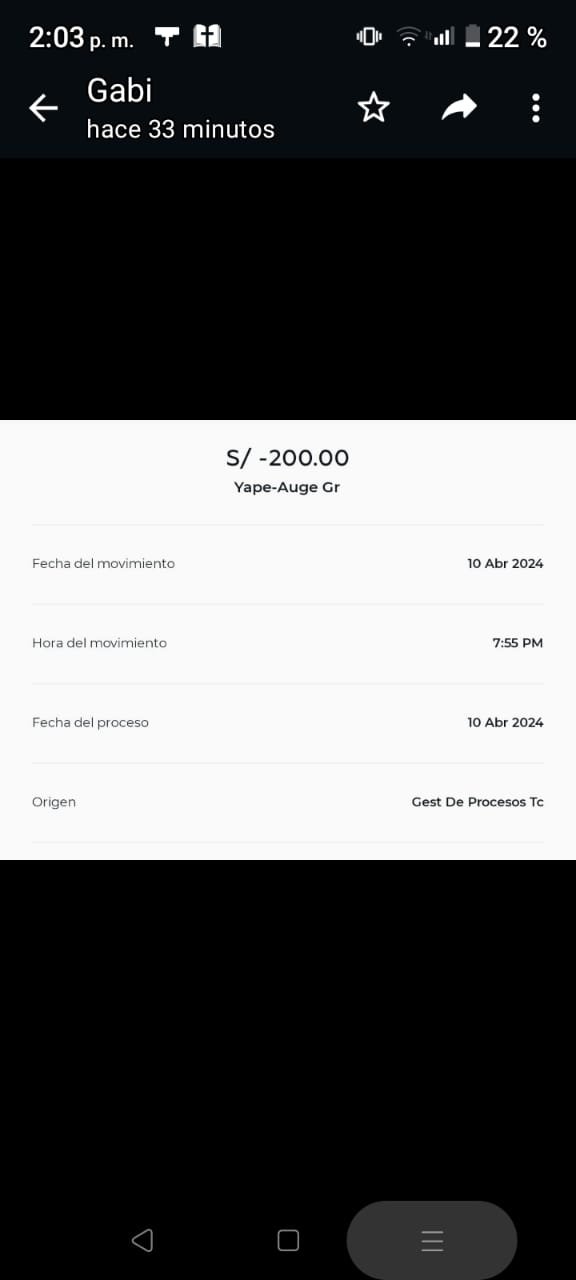 2:03 p. m.
22 %
Gabi
hace 33 minutos
S/ -200.00
Yape-Auge Gr
Fecha del movimiento 10 Abr 2024
Hora del movimiento 7:55 PM
Fecha del proceso 10 Abr 2024
Origen Gest De Procesos Tc